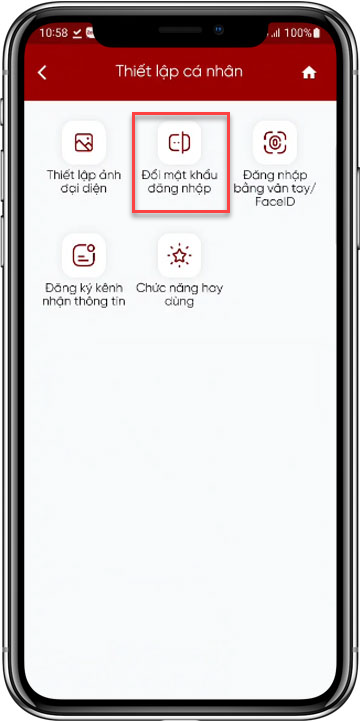 10:58
100%
Thiết lập cá nhân
Thiết lập ảnh
đại diện
Đổi mật khẩu
đăng nhập
Đăng nhập
bằng vân tay/
FaceID
Đăng ký kênh
nhận thông tin
Chức năng hay
dùng